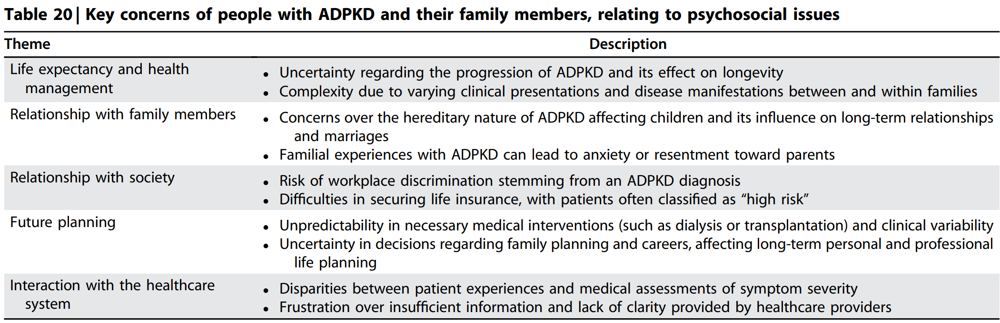 Table 20 | Key concerns of people with ADPKD and their family members, relating to psychosocial issues
Theme Description
Life expectancy and health
management
• Uncertainty regarding the progression of ADPKD and its effect on longevity
• Complexity due to varying clinical presentations and disease manifestations between and within families
Relationship with family members
• Concerns over the hereditary nature of ADPKD affecting children and its influence on long-term relationships
and marriages
• Familial experiences with ADPKD can lead to anxiety or resentment toward parents
Relationship with society
• Risk of workplace discrimination stemming from an ADPKD diagnosis
• Difficulties in securing life insurance, with patients often classified as “high risk”
Future planning
• Unpredictability in necessary medical interventions (such as dialysis or transplantation) and clinical variability
• Uncertainty in decisions regarding family planning and careers, affecting long-term personal and professional
life planning
Interaction with the healthcare
system
• Disparities between patient experiences and medical assessments of symptom severity
• Frustration over insufficient information and lack of clarity provided by healthcare providers